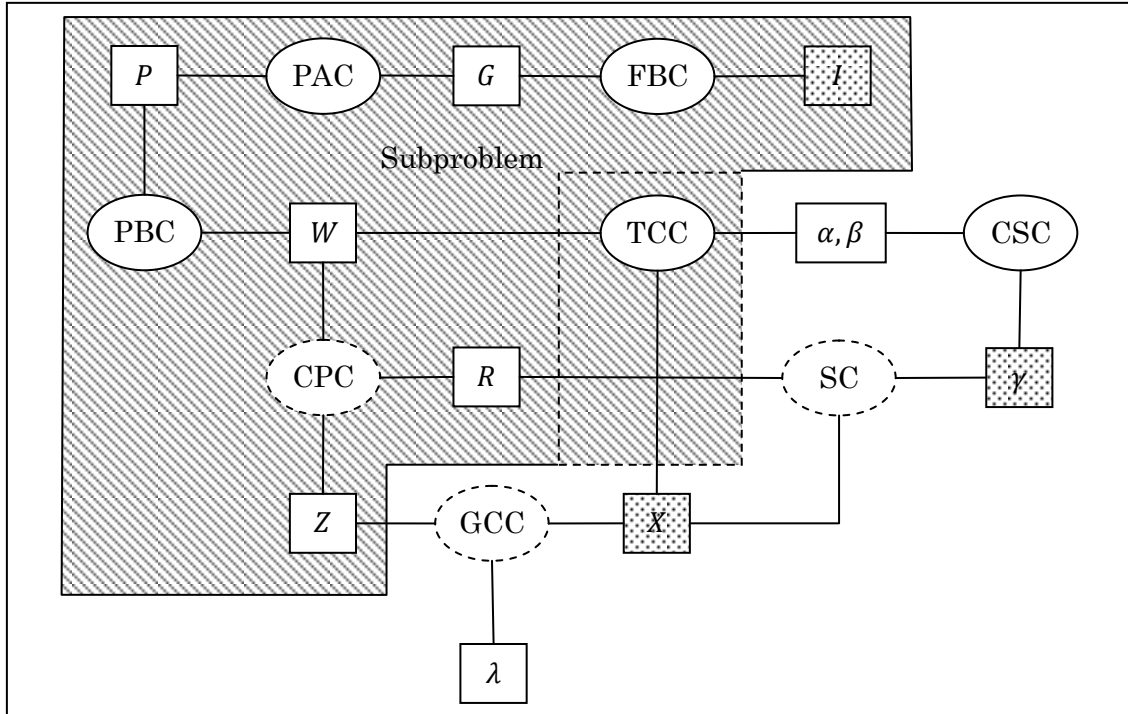 P PAC G FBC I
Subproblem
PBC W TCC α, β CSC
CPC R SC γ
Z GCC X
λ